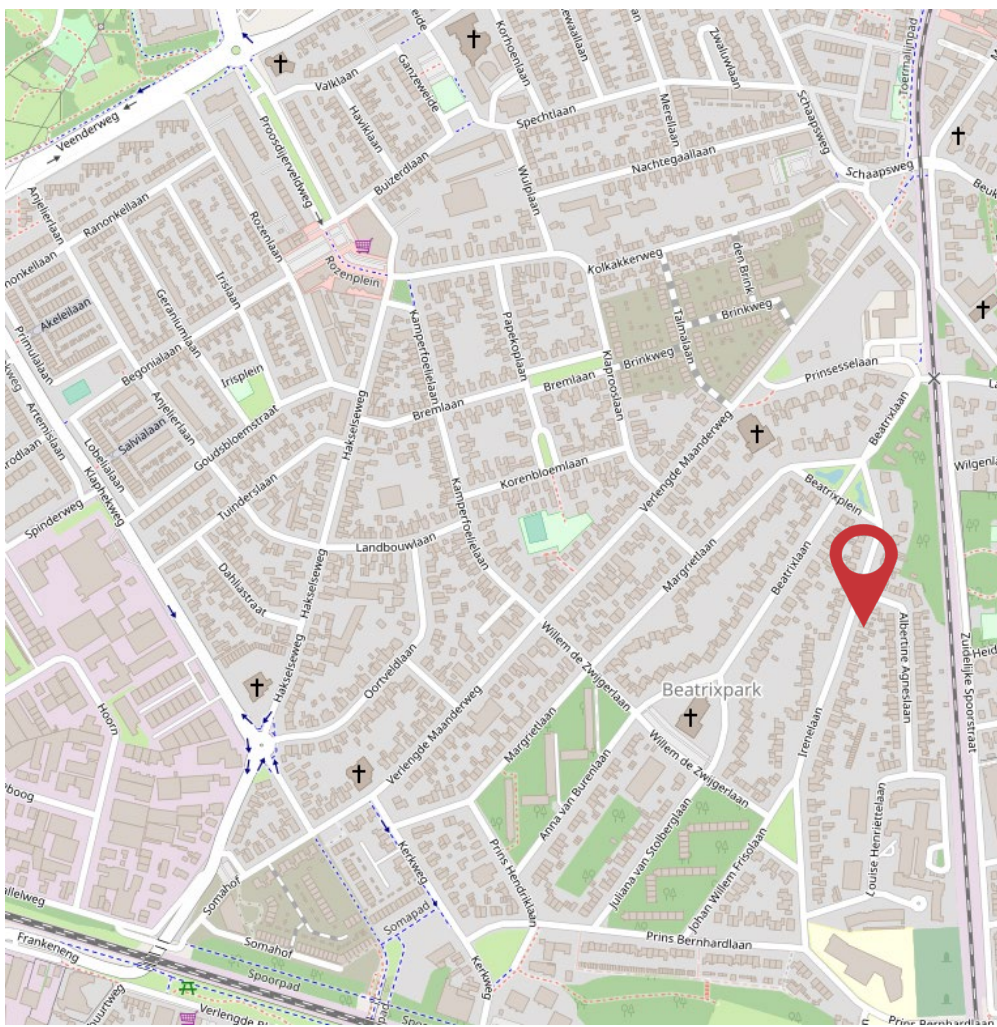 Korhoenlaan
Zwaluwlaan
Toermalijnpad
Valklaan
Ganzeweide
Veenderweg
Haviklaan
Spechtlaan
Merellaan
Schaapsweg
Proosdijerveldweg
Buizerdlaan
Nachtegaallaan
Schaapsweg
Wulplaan
Anjelierlaan
Ranonkellaan
Rozenlaan
Rozenplein
Kolkakkerweg
den Brink
Irislaan
Akeleilaan
Geraniumlaan
Primulalaan
Kamperfoelielaan
Papekoplaan
Talmalaan
Brinkweg
Begonialaan
Irisplein
Klaprooslaan
Brinkweg
Bremlaan
Prinsesselaan
Artemislaan
Anjelierlaan
Salvialaan
Goudsbloemstraat
Hakselseweg
Bremlaan
Beatrixlaan
Lobelialaan
Klaphekweg
Tuinderslaan
Korenbloemlaan
Verlengde Maanderweg
Beatrixplein
Spinderweg
Kamperfoelielaan
Landbouwlaan
Margrietlaan
Beatrixlaan
Dahliastraat
Hakselseweg
Willem de Zwijgerlaan
Albertine Agneslaan
Zuidelijke Spoorstraat
Hakselseweg
Oortveldlaan
Beatrixpark
Irenelaan
Hoorn
Verlengde Maanderweg
Margrietlaan
Willem de Zwijgerlaan
Anna van Burenlaan
Juliana van Stolberglaan
Kerkweg
Prins Hendriklaan
Johan Willem Frisolaan
Louise Henriëttelaan
Somahof
Somapad
Somahof
Prins Bernhardlaan
Frankeneng
Spoorpad
Kerkweg
Prins Bernhardlaan